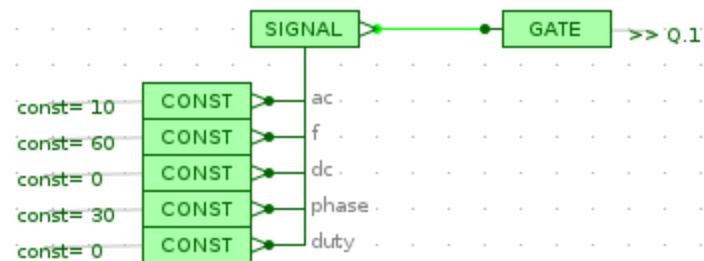 SIGNAL GATE >> Q.1
const= 10 CONST ac
const= 60 CONST f
const= 0 CONST dc
const= 30 CONST phase
const= 0 CONST duty